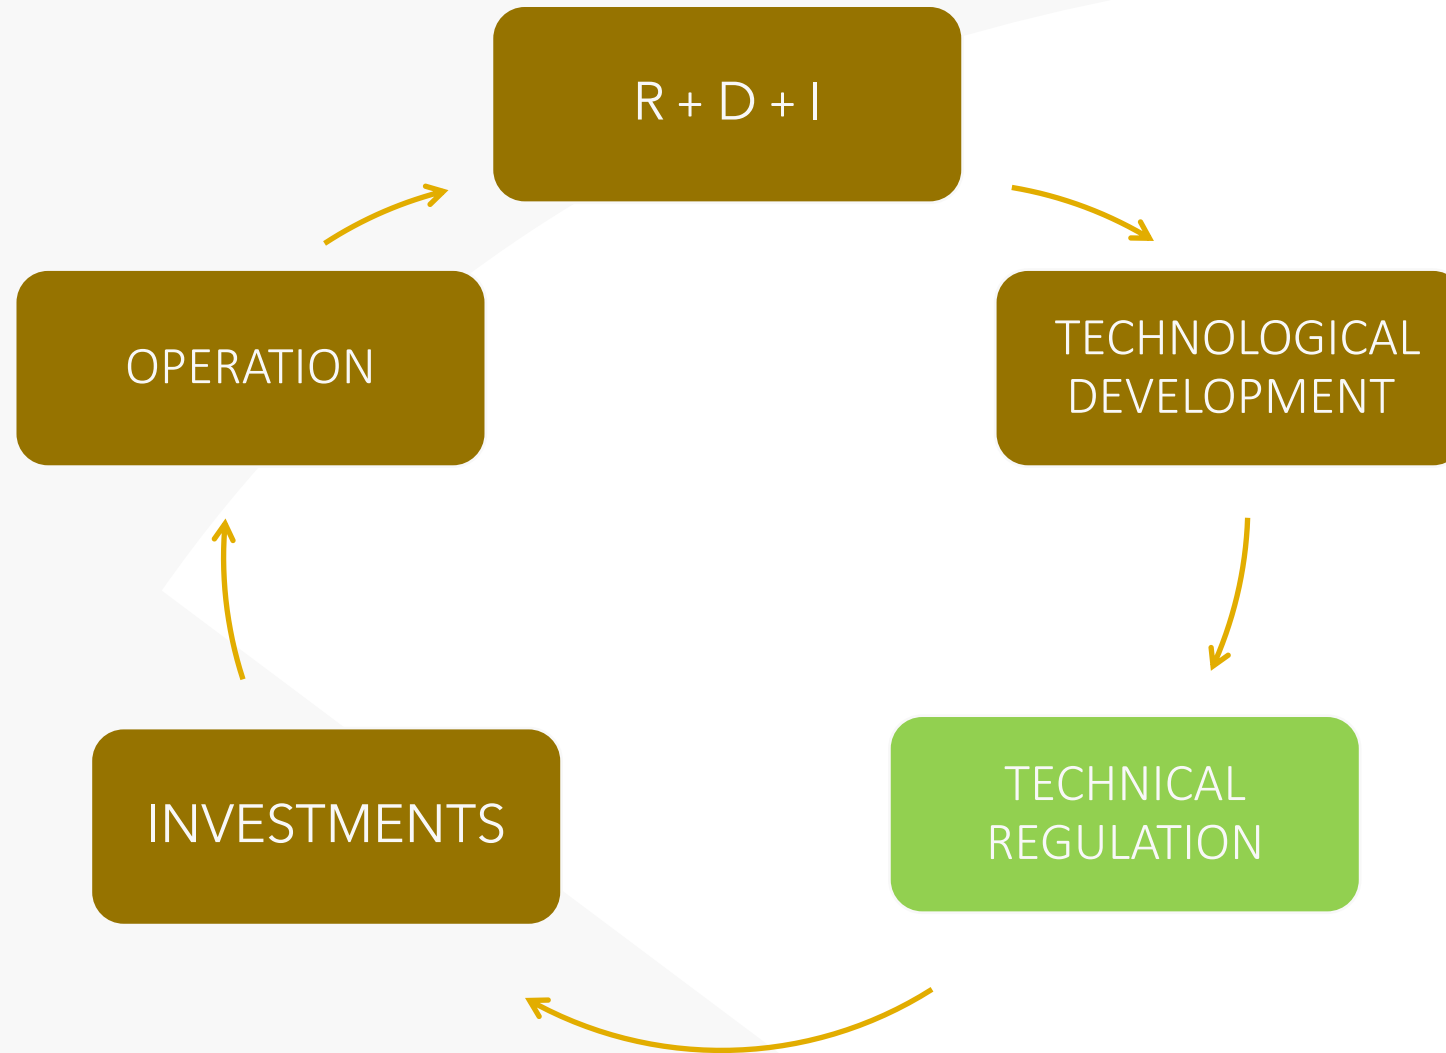 R + D + I
TECHNOLOGICAL
DEVELOPMENT
TECHNICAL
REGULATION
INVESTMENTS
OPERATION